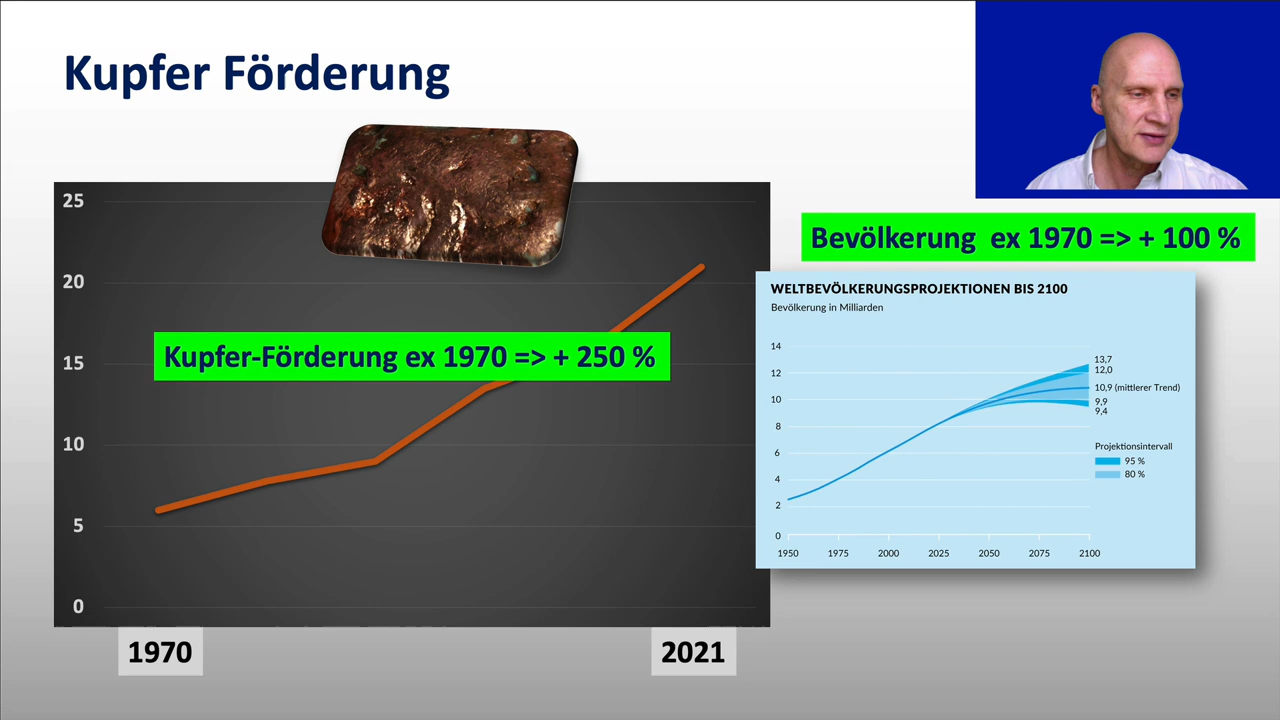 Kupfer Förderung
25
20
15
10
5
0
Kupfer-Förderung ex 1970 => + 250 %
1970
2021
Bevölkerung ex 1970 => + 100 %
WELTBEVÖLKERUNGSPROJEKTIONEN BIS 2100
Bevölkerung in Milliarden
14
12
10
8
6
4
2
0
13,7
12,0
10,9 (mittlerer Trend)
9,9
9,4
Projektionsintervall
95 %
80 %
1950 1975 2000 2025 2050 2075 2100